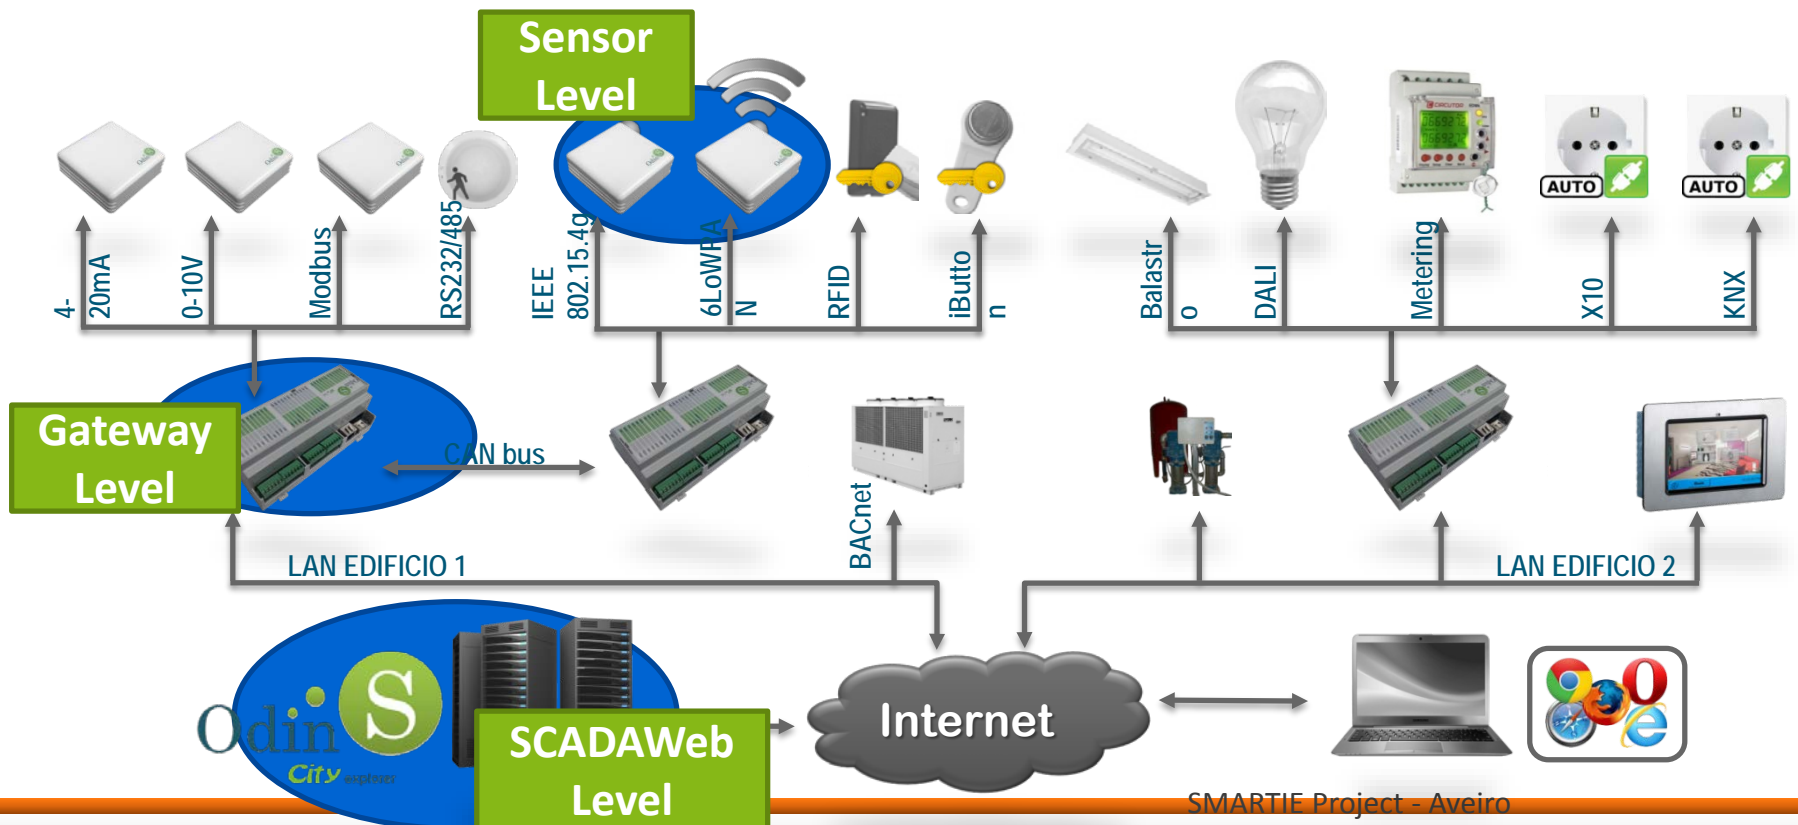 Sensor
Level
4-
20mA
0-10V
Modbus
RS232/485
IEEE
802.15.4g
6LoWPA
N
RFID
iButto
n
Balastr
o
DALI
Metering
X10
KNX
AUTO
AUTO
CIRCUTOR
Gateway
Level
CAN bus
BACnet
LAN EDIFICIO 1
LAN EDIFICIO 2
Odin S
City explorer
SCADAWeb
Level
Internet
SMARTIE Project - Aveiro